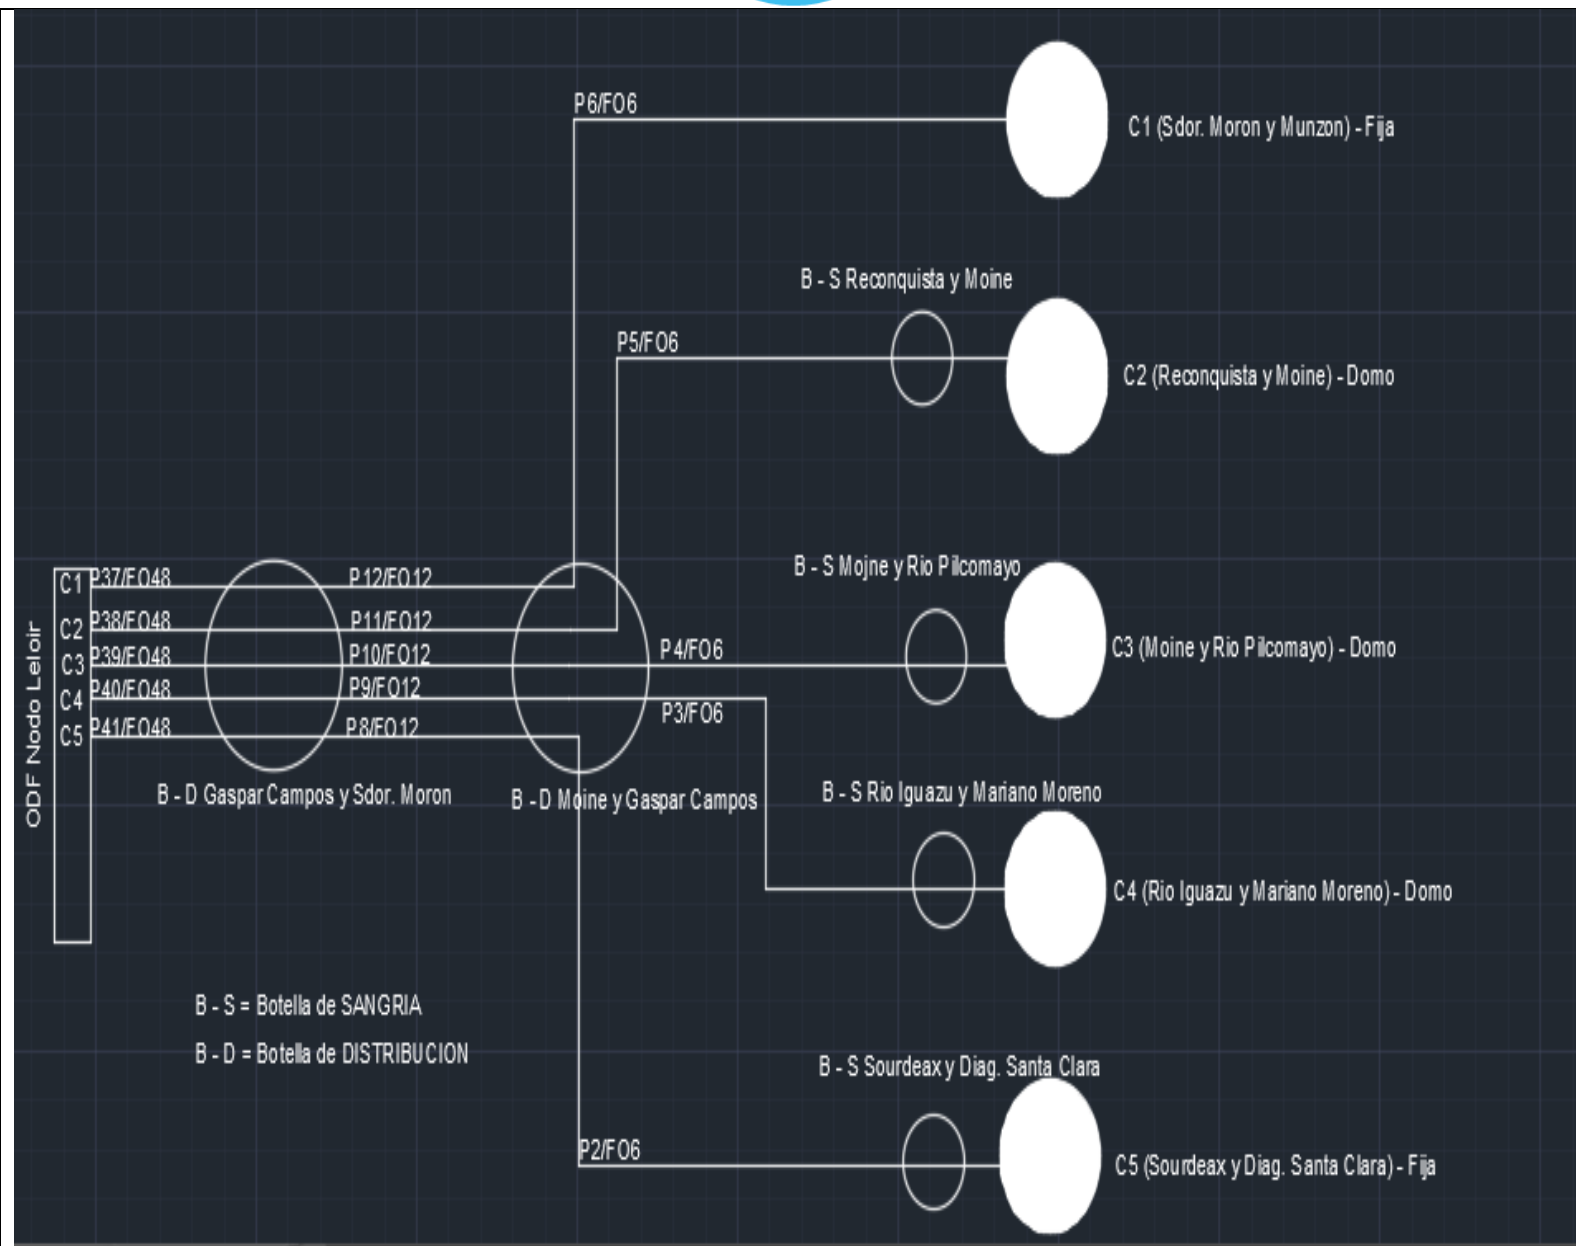 P6/FO6
C1 (Sdor. Moron y Munzon) - Fija
B - S Reconquista y Moine
P5/FO6
C2 (Reconquista y Moine) - Domo
B - S Mojne y Rio Pilcomayo
C1 P37/FO48 P12/FO12
C2 P38/FO48 P11/FO12
C3 P39/FO48 P10/FO12 P4/FO6
C3 (Moine y Rio Pilcomayo) - Domo
C4 P40/FO48 P9/FO12 P3/FO6
C5 P41/FO48 P8/FO12
ODF Nodo Leloir
B - D Gaspar Campos y Sdor. Moron
B - D Moine y Gaspar Campos
B - S Rio Iguazu y Mariano Moreno
C4 (Rio Iguazu y Mariano Moreno) - Domo
B - S = Botella de SANGRIA
B - D = Botella de DISTRIBUCION
B - S Sourdeax y Diag. Santa Clara
P2/FO6
C5 (Sourdeax y Diag. Santa Clara) - Fija